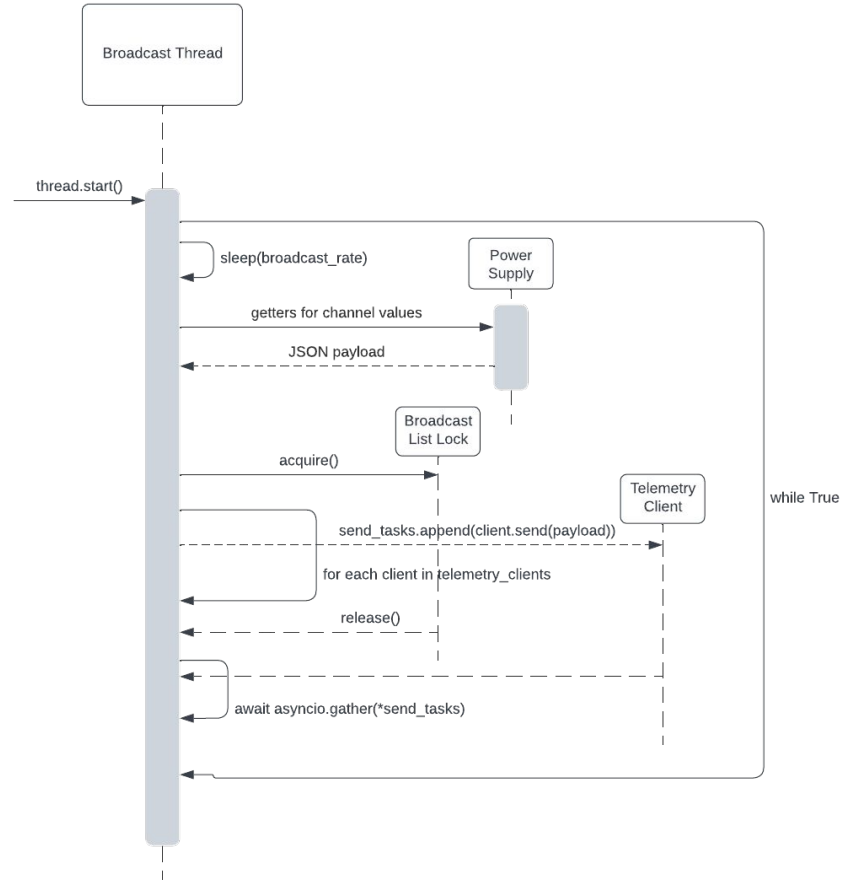 Broadcast Thread
thread.start()
sleep(broadcast_rate)
Power
Supply
getters for channel values
JSON payload
Broadcast
List Lock
acquire()
Telemetry
Client
while True
send_tasks.append(client.send(payload))
for each client in telemetry_clients
release()
await asyncio.gather(*send_tasks)